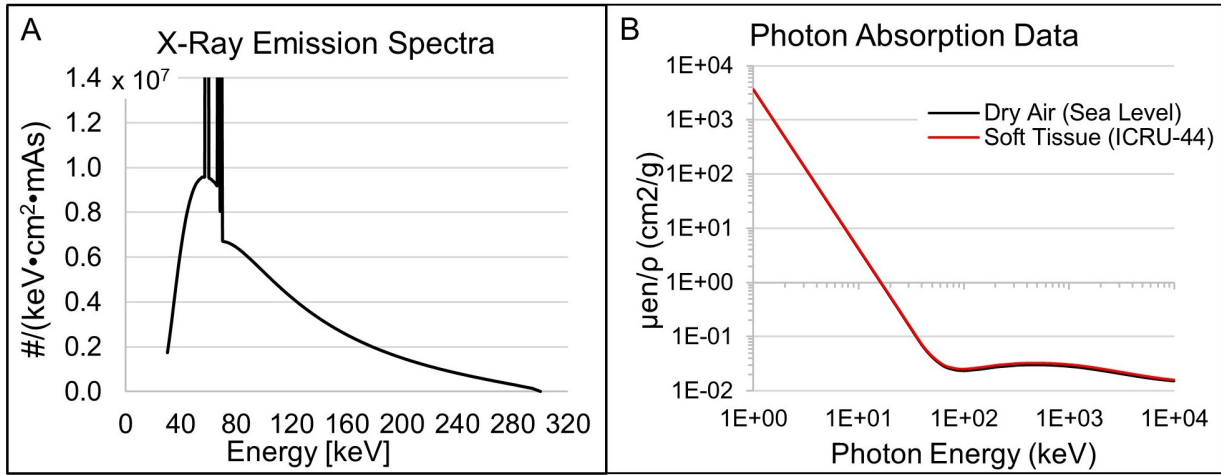 A
X-Ray Emission Spectra
x 10⁷
#/(keV•cm²•mAs)
1.4
1.2
1.0
0.8
0.6
0.4
0.2
0.0
0 40 80 120 160 200 240 280 320
Energy [keV]
B
Photon Absorption Data
µen/ρ (cm2/g)
1E+04
1E+03
1E+02
1E+01
1E+00
1E-01
1E-02
Dry Air (Sea Level)
Soft Tissue (ICRU-44)
1E+00 1E+01 1E+02 1E+03 1E+04
Photon Energy (keV)